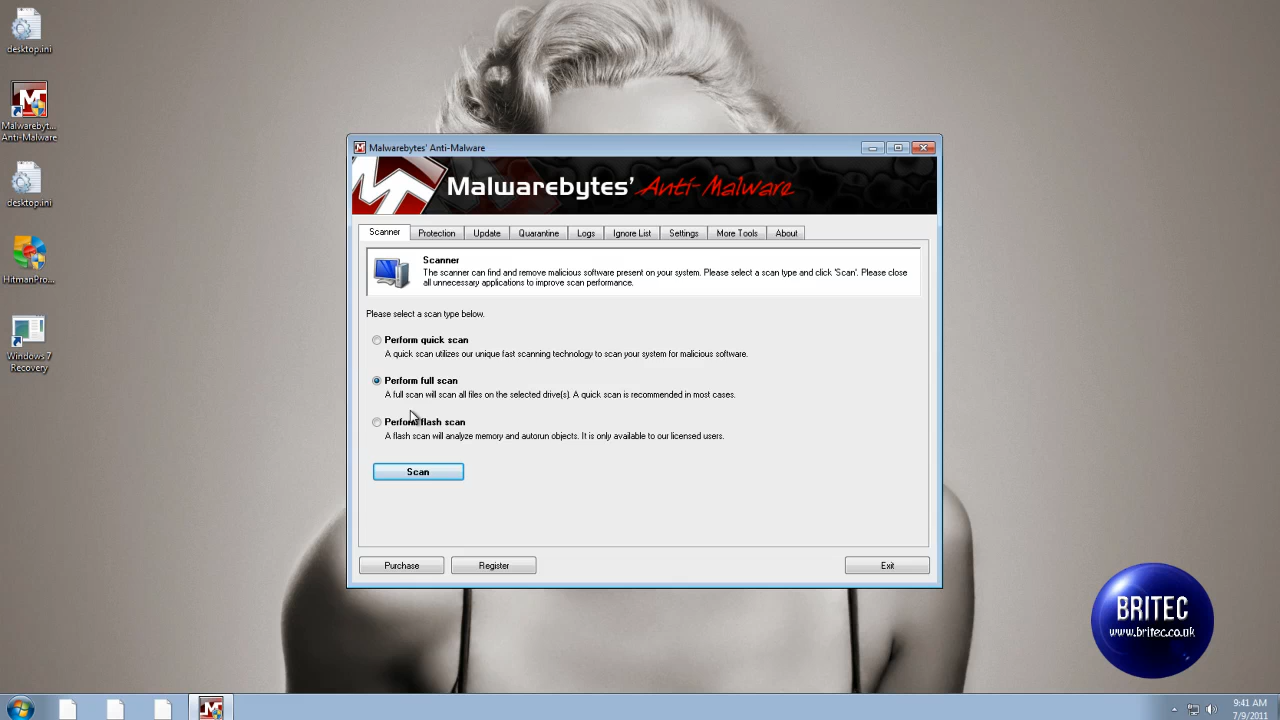 desktop.ini
Malwarebyt...
Anti-Malware
desktop.ini
HitmanPro...
Windows 7
Recovery
Malwarebytes' Anti-Malware
Malwarebytes' Anti-Malware
Scanner
Protection
Update
Quarantine
Logs
Ignore List
Settings
More Tools
About
Scanner
The scanner can find and remove malicious software present on your system. Please select a scan type and click 'Scan'. Please close
all unnecessary applications to improve scan performance.
Please select a scan type below.
Perform quick scan
A quick scan utilizes our unique fast scanning technology to scan your system for malicious software.
Perform full scan
A full scan will scan all files on the selected drive(s). A quick scan is recommended in most cases.
Perform flash scan
A flash scan will analyze memory and autorun objects. It is only available to our licensed users.
Scan
Purchase
Register
Exit
BRITEC
www.britec.co.uk
9:41 AM
7/9/2011